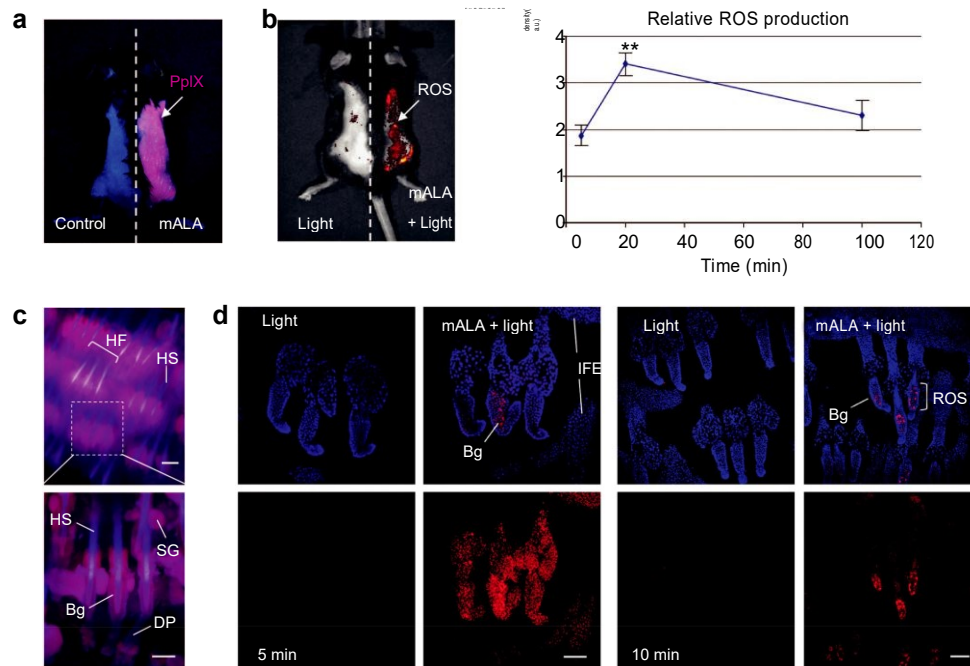 a
PpIX
Control
mALA
b
ROS
Light
mALA
+ Light
density(
a.u.)
Relative ROS production
4
3
2
1
0
**
0 20 40 60 80 100 120
Time (min)
c
HF
HS
HS
SG
Bg
DP
d
Light
mALA + light
IFE
Bg
Light
mALA + light
Bg
ROS
5 min
10 min